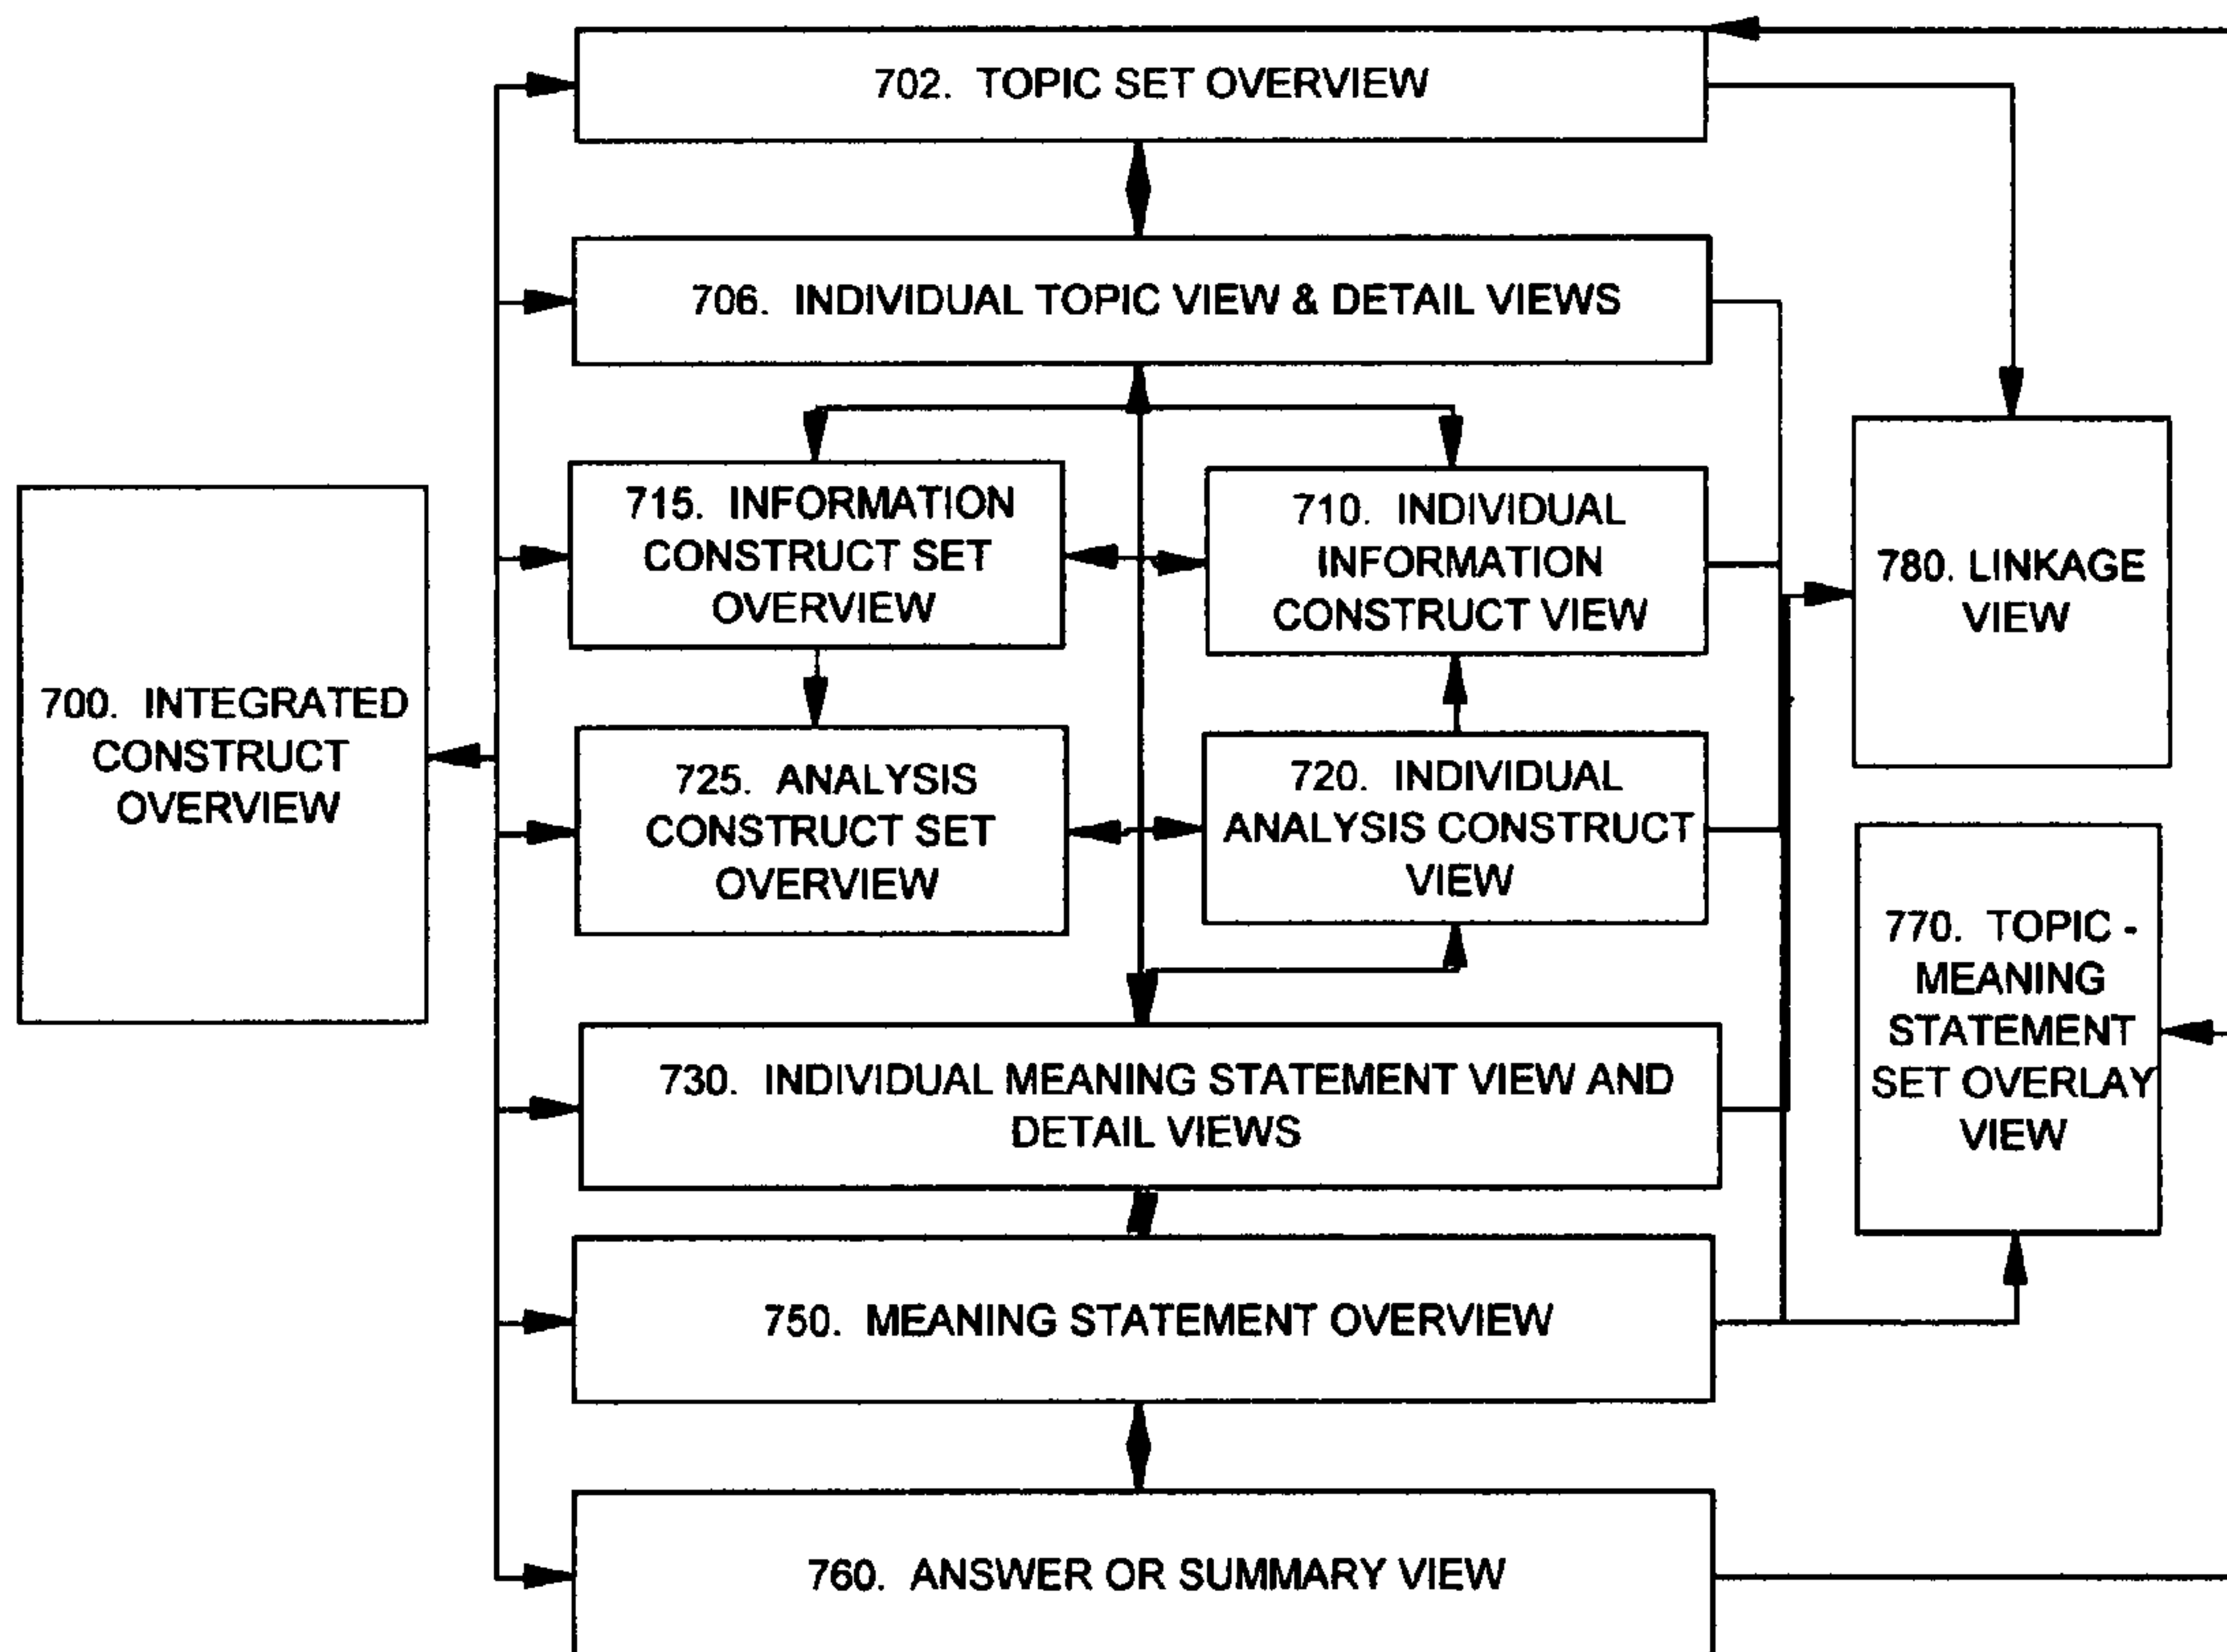 702. TOPIC SET OVERVIEW
706. INDIVIDUAL TOPIC VIEW & DETAIL VIEWS
715. INFORMATION
CONSTRUCT SET
OVERVIEW
710. INDIVIDUAL
INFORMATION
CONSTRUCT VIEW
780. LINKAGE
VIEW
700. INTEGRATED
CONSTRUCT
OVERVIEW
725. ANALYSIS
CONSTRUCT SET
OVERVIEW
720. INDIVIDUAL
ANALYSIS CONSTRUCT
VIEW
770. TOPIC -
MEANING
STATEMENT
SET OVERLAY
VIEW
730. INDIVIDUAL MEANING STATEMENT VIEW AND
DETAIL VIEWS
750. MEANING STATEMENT OVERVIEW
760. ANSWER OR SUMMARY VIEW